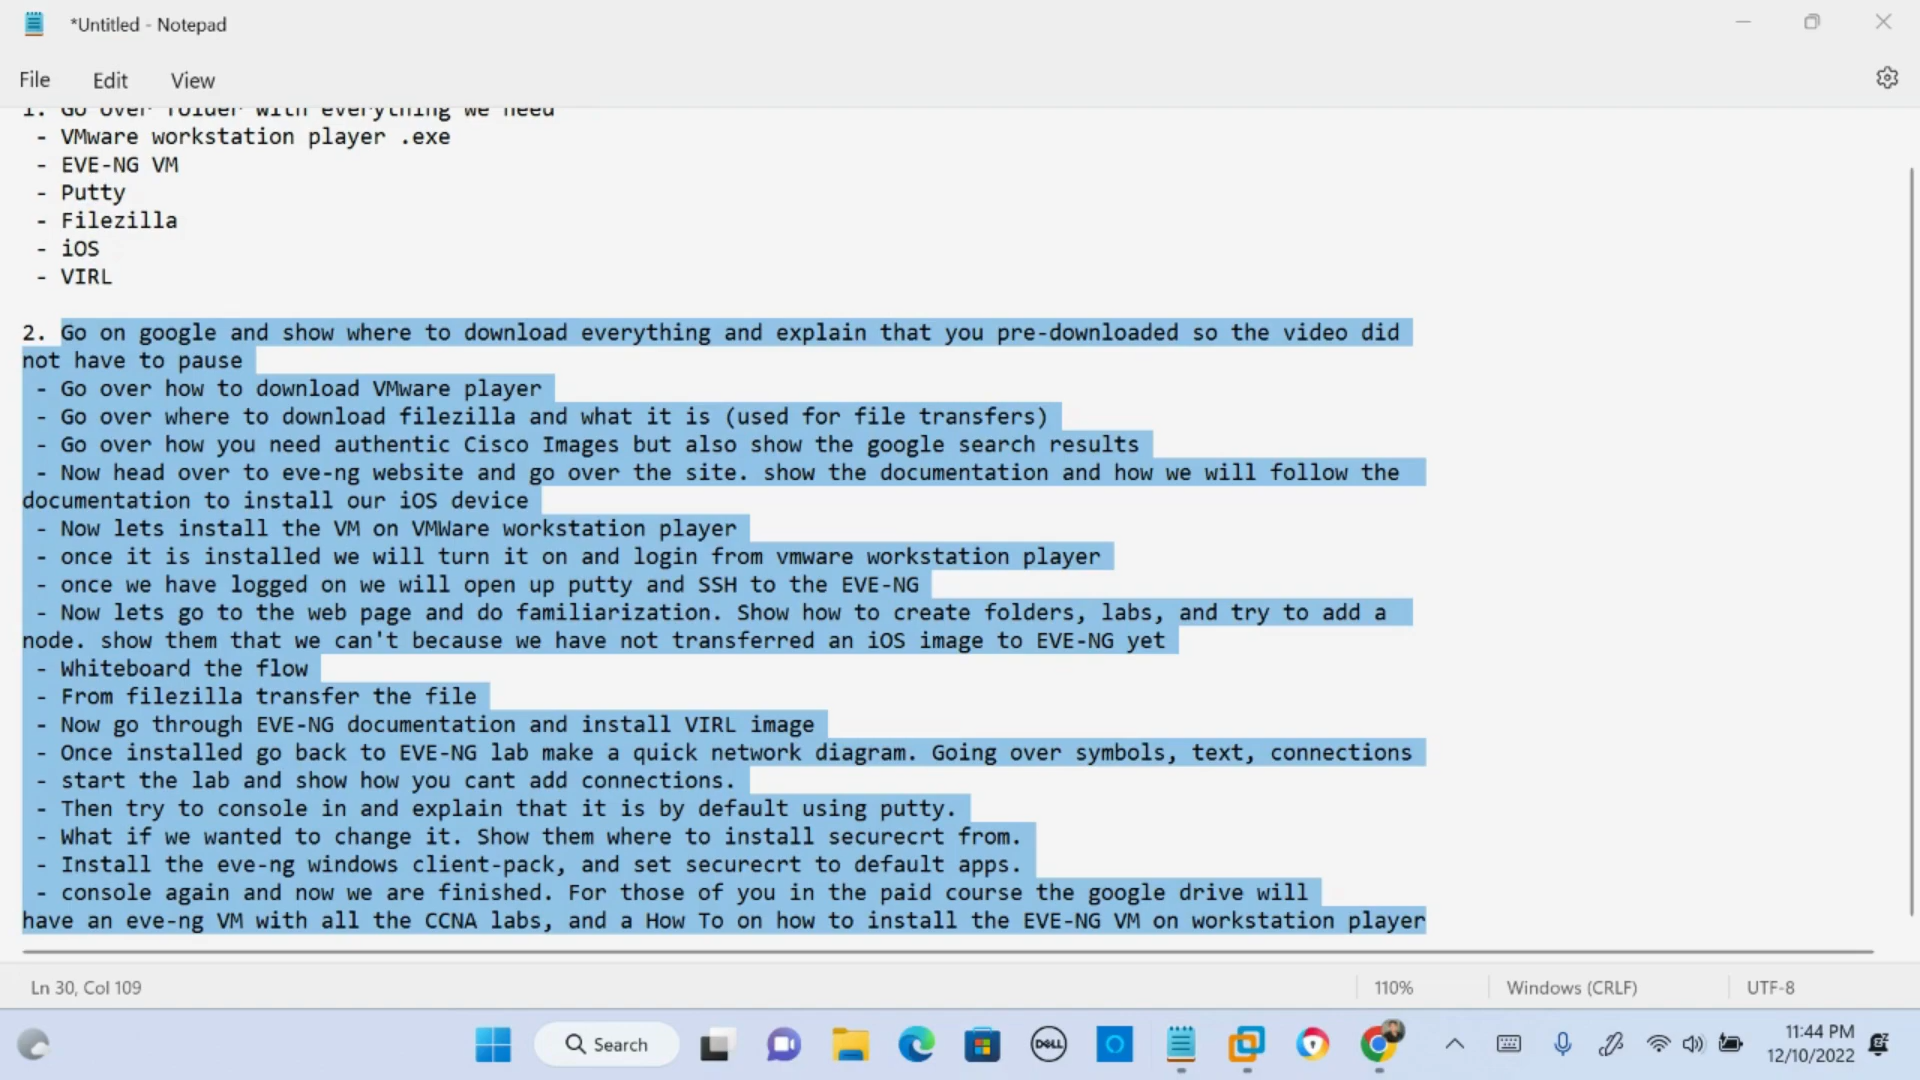 *Untitled - Notepad
File Edit View
1. Go over folder with everything we need
- VMware workstation player .exe
- EVE-NG VM
- Putty
- Filezilla
- iOS
- VIRL
2. Go on google and show where to download everything and explain that you pre-downloaded so the video did
not have to pause
- Go over how to download VMware player
- Go over where to download filezilla and what it is (used for file transfers)
- Go over how you need authentic Cisco Images but also show the google search results
- Now head over to eve-ng website and go over the site. show the documentation and how we will follow the
documentation to install our iOS device
- Now lets install the VM on VMWare workstation player
- once it is installed we will turn it on and login from vmware workstation player
- once we have logged on we will open up putty and SSH to the EVE-NG
- Now lets go to the web page and do familiarization. Show how to create folders, labs, and try to add a
node. show them that we can't because we have not transferred an iOS image to EVE-NG yet
- Whiteboard the flow
- From filezilla transfer the file
- Now go through EVE-NG documentation and install VIRL image
- Once installed go back to EVE-NG lab make a quick network diagram. Going over symbols, text, connections
- start the lab and show how you cant add connections.
- Then try to console in and explain that it is by default using putty.
- What if we wanted to change it. Show them where to install securecrt from.
- Install the eve-ng windows client-pack, and set securecrt to default apps.
- console again and now we are finished. For those of you in the paid course the google drive will
have an eve-ng VM with all the CCNA labs, and a How To on how to install the EVE-NG VM on workstation player
Ln 30, Col 109 110% Windows (CRLF) UTF-8
Search DELL 11:44 PM
12/10/2022